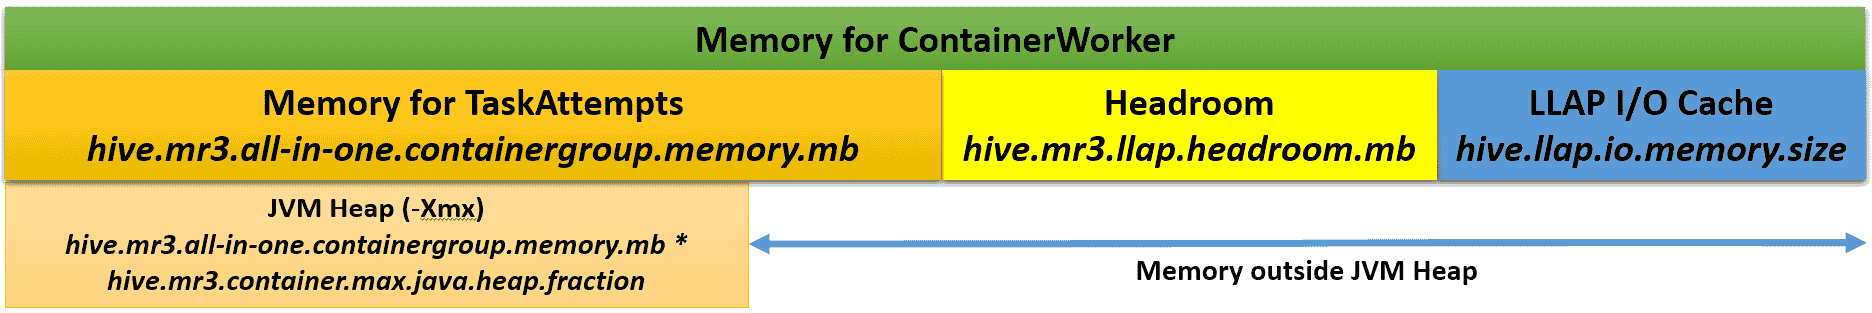 Memory for ContainerWorker
Memory for TaskAttempts
hive.mr3.all-in-one.containergroup.memory.mb
Headroom
hive.mr3.llap.headroom.mb
LLAP I/O Cache
hive.llap.io.memory.size
JVM Heap (-Xmx)
hive.mr3.all-in-one.containergroup.memory.mb *
hive.mr3.container.max.java.heap.fraction
Memory outside JVM Heap